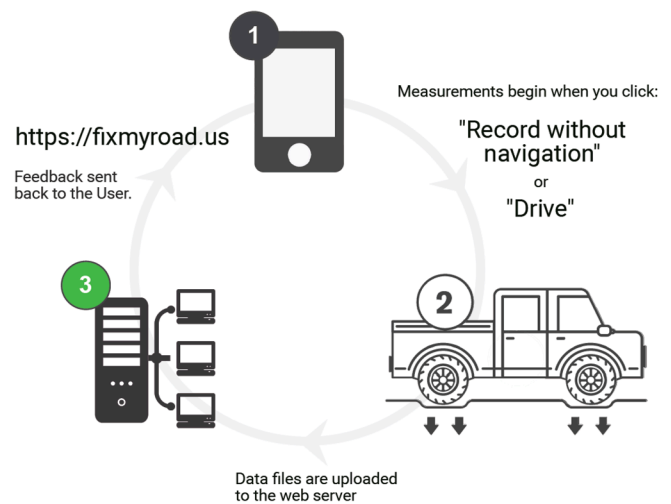 1
Measurements begin when you click:
"Record without
navigation"
or
"Drive"
https://fixmyroad.us
Feedback sent
back to the User.
3
2
Data files are uploaded
to the web server